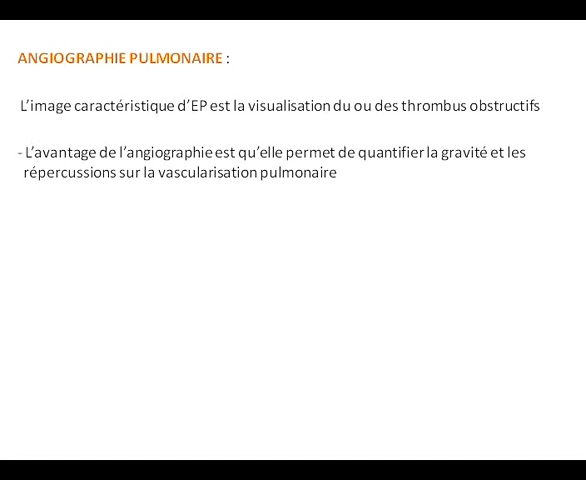 ANGIOGRAPHIE PULMONAIRE :
L’image caractéristique d’EP est la visualisation du ou des thrombus obstructifs
- L’avantage de l’angiographie est qu’elle permet de quantifier la gravité et les
répercussions sur la vascularisation pulmonaire